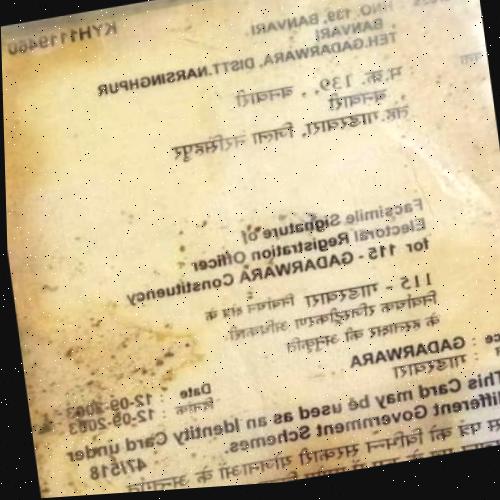 KYH1119460
NO. 139, BANVARI,
BANVARI
TEH.GADARWARA, DISTT.NARSINGHPUR
म.क्र. 139, , बनवारी
, बनवारी
तह.गाडरवारा, जिला नरसिंहपुर
Facsimile Signature of
Electoral Registration Officer
for 115 - GADARWARA Constituency
115 - गाडरवारा निर्वाचन क्षेत्र के
निर्वाचक रजिस्ट्रीकरण अधिकारी
के हस्ताक्षर की अनुकृति
GADARWARA
गाडरवारा
Date : 12-09-2003
दिनांक : 12-09-2003
This Card may be used as an Identity Card under
different Government Schemes.
इस पत्र को विभिन्न सरकारी योजनाओं के अन्तर्गत
471518